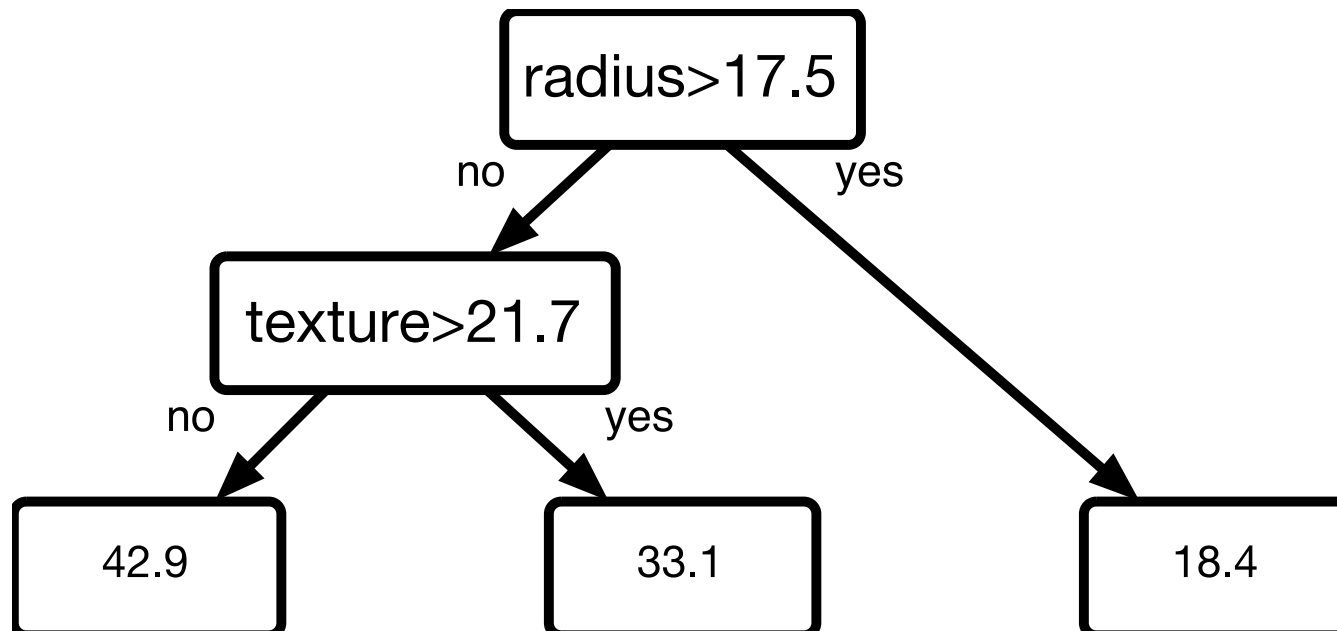 radius>17.5
no
yes
texture>21.7
no
yes
42.9
33.1
18.4